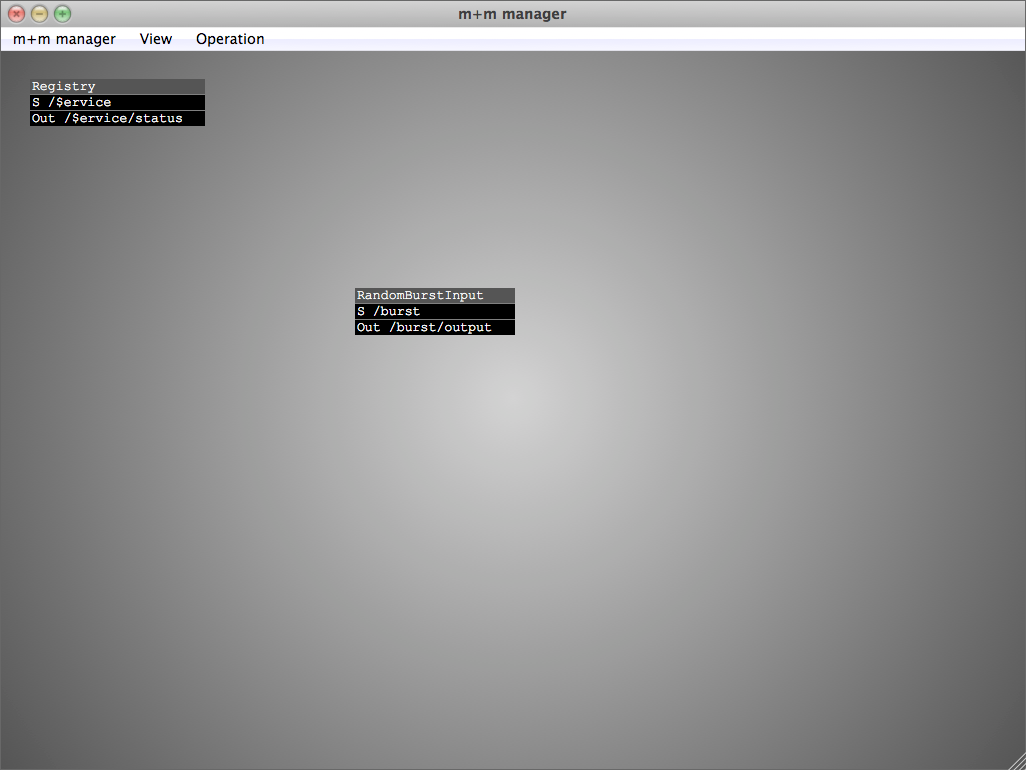 m+m manager
m+m manager View Operation
Registry
S /$ervice
Out /$ervice/status
RandomBurstInput
S /burst
Out /burst/output